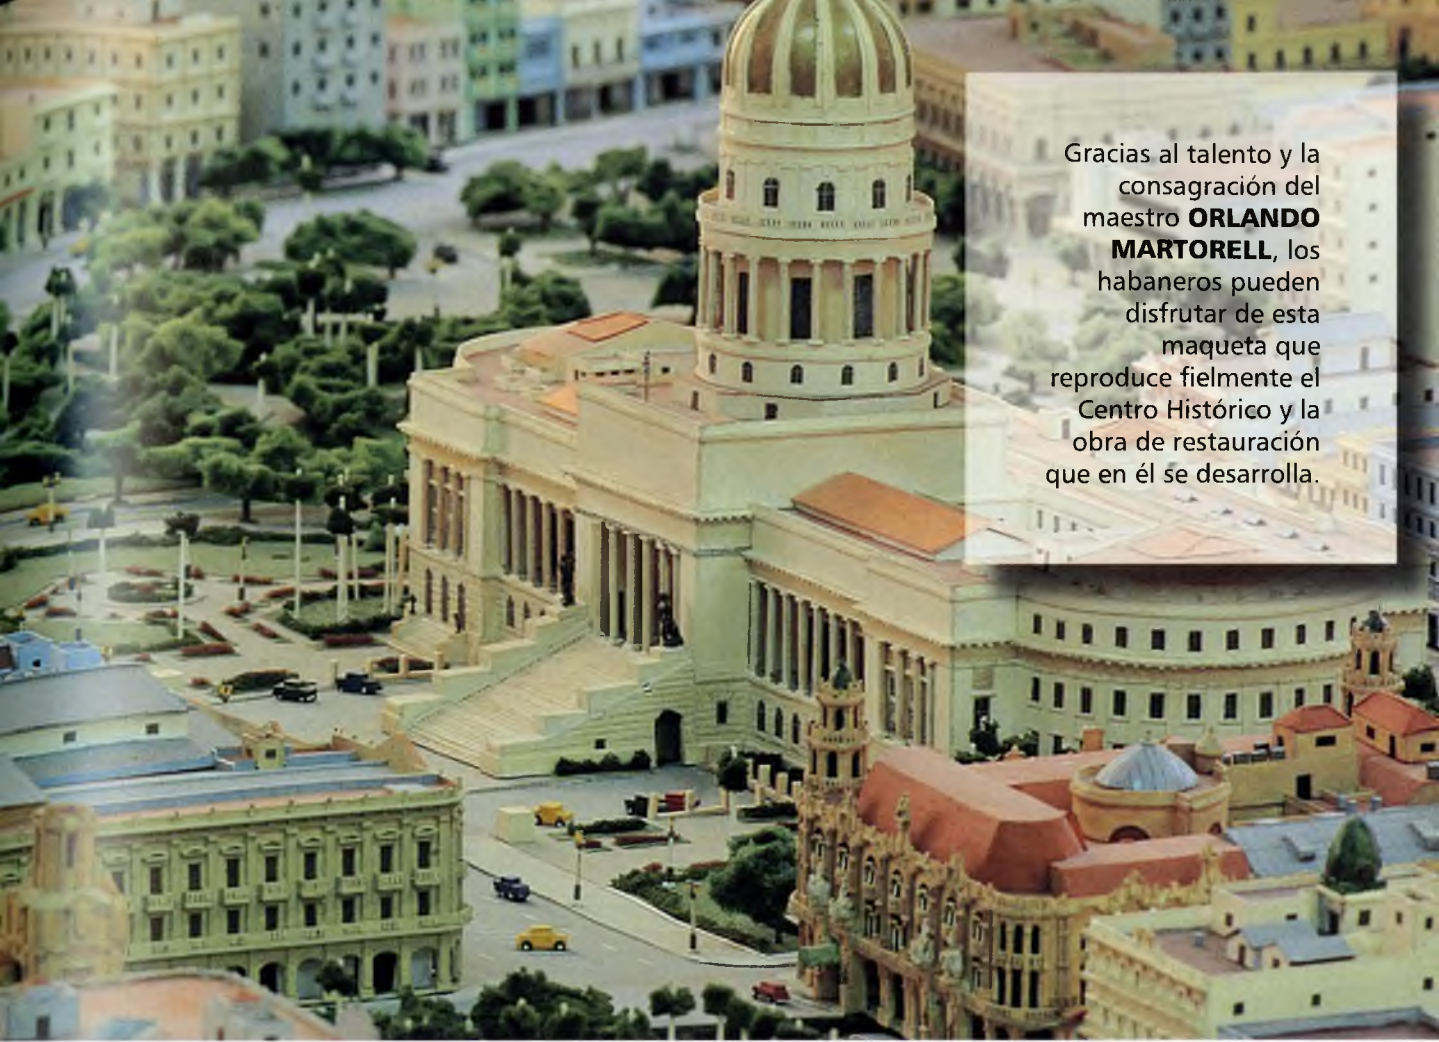 Gracias al talento y la
consagración del
maestro ORLANDO
MARTORELL, los
habaneros pueden
disfrutar de esta
maqueta que
reproduce fielmente el
Centro Histórico y la
obra de restauración
que en él se desarrolla.